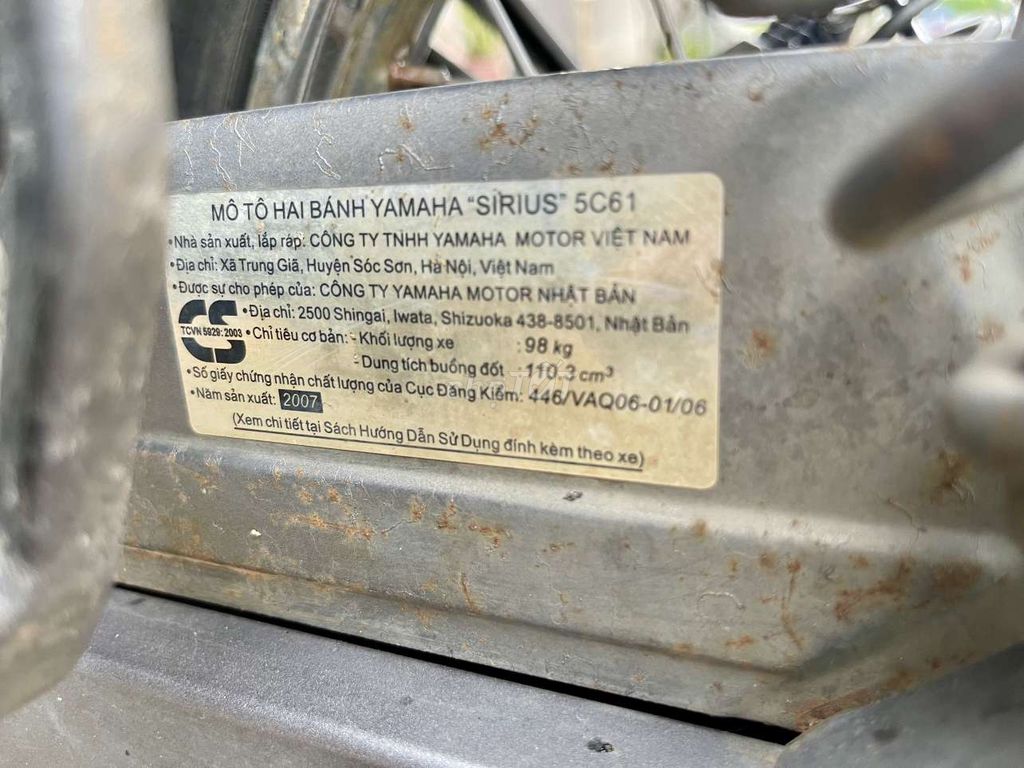 MÔ TÔ HAI BÁNH YAMAHA "SIRIUS" 5C61
•Nhà sản xuất, lắp ráp: CÔNG TY TNHH YAMAHA MOTOR VIỆT NAM
•Địa chỉ: Xã Trung Giã, Huyện Sóc Sơn, Hà Nội, Việt Nam
•Được sự cho phép của: CÔNG TY YAMAHA MOTOR NHẬT BẢN
•Địa chỉ: 2500 Shingai, Iwata, Shizuoka 438-8501, Nhật Bản
CS
TCVN 5929: 2003
•Chỉ tiêu cơ bản: - Khối lượng xe : 98 kg
- Dung tích buồng đốt : 110.3 cm³
•Số giấy chứng nhận chất lượng của Cục Đăng Kiểm: 446/VAQ06-01/06
•Năm sản xuất: 2007
(Xem chi tiết tại Sách Hướng Dẫn Sử Dụng đính kèm theo xe)